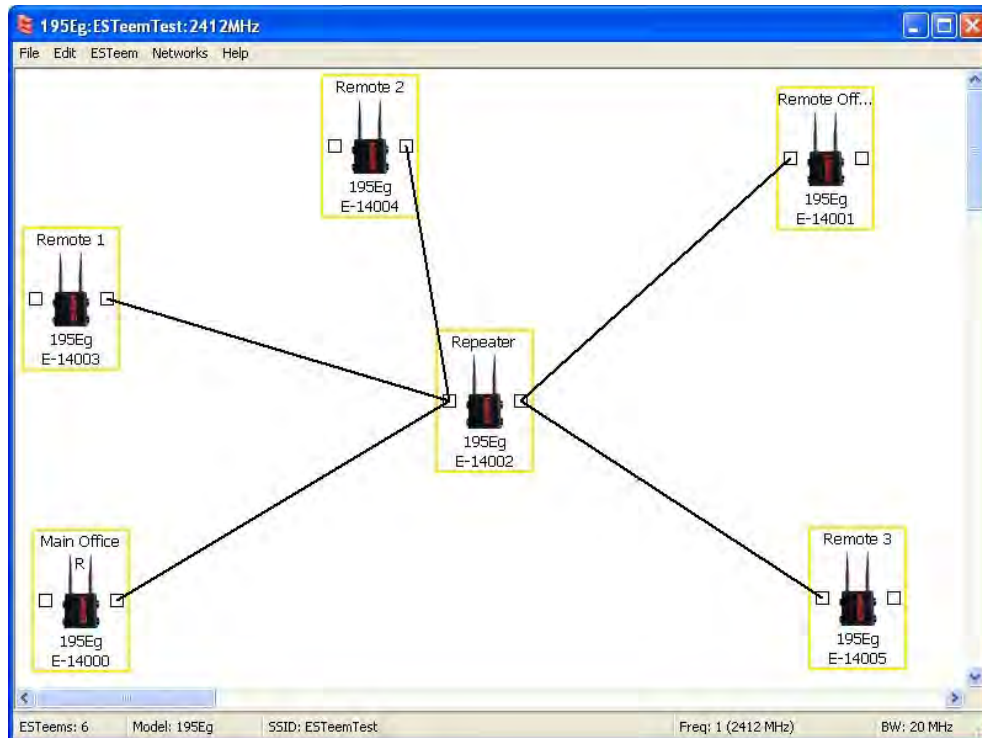 195Eg:ESTeemTest:2412MHz
File Edit ESTeem Networks Help
Remote 2
195Eg
E-14004
Remote Off...
195Eg
E-14001
Remote 1
195Eg
E-14003
Repeater
195Eg
E-14002
Main Office
R
195Eg
E-14000
Remote 3
195Eg
E-14005
ESTeems: 6 Model: 195Eg SSID: ESTeemTest Freq: 1 (2412 MHz) BW: 20 MHz